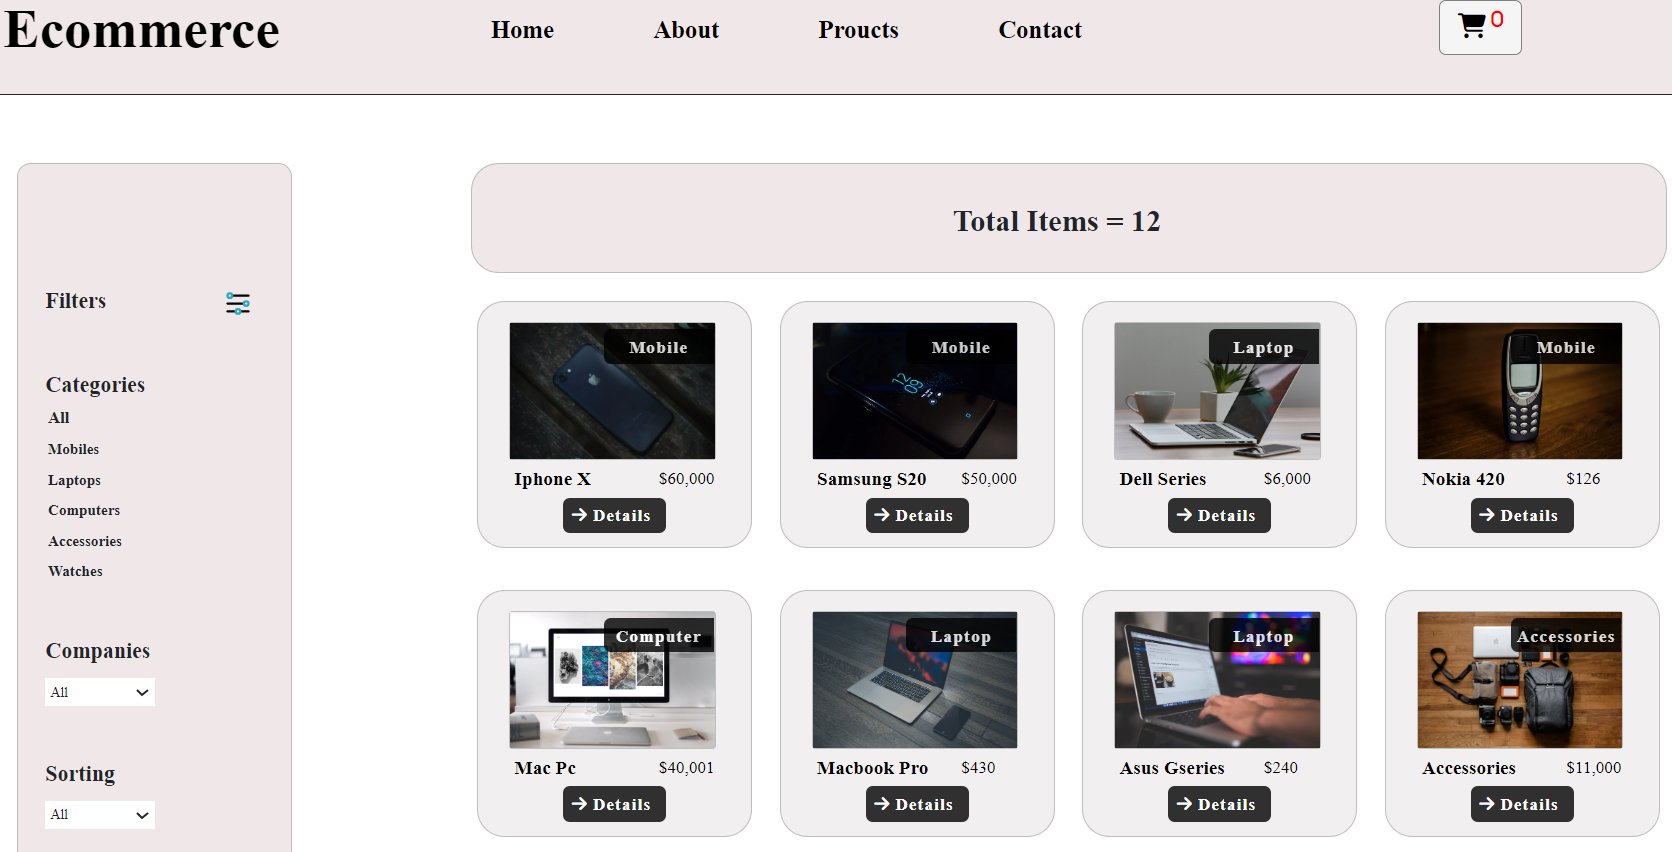 Ecommerce
Home About Proucts Contact
0
Total Items = 12
Filters
Categories
All
Mobiles
Laptops
Computers
Accessories
Watches
Companies
All
Sorting
All
Mobile
Iphone X $60,000
Details
Mobile
12
09
Samsung S20 $50,000
Details
Laptop
Dell Series $6,000
Details
Mobile
Nokia 420 $126
Details
Computer
Mac Pc $40,001
Details
Laptop
Macbook Pro $430
Details
Laptop
Asus Gseries $240
Details
Accessories
Accessories $11,000
Details